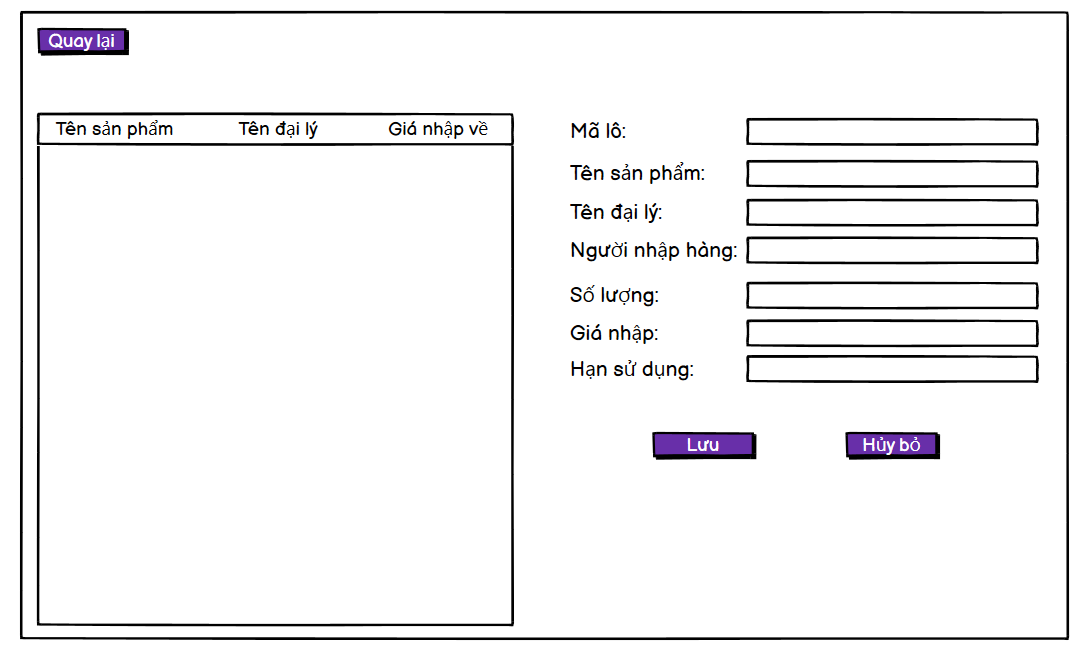 Quay lại
Tên sản phẩm Tên đại lý Giá nhập về
Mã lô:
Tên sản phẩm:
Tên đại lý:
Người nhập hàng:
Số lượng:
Giá nhập:
Hạn sử dụng:
Lưu Hủy bỏ